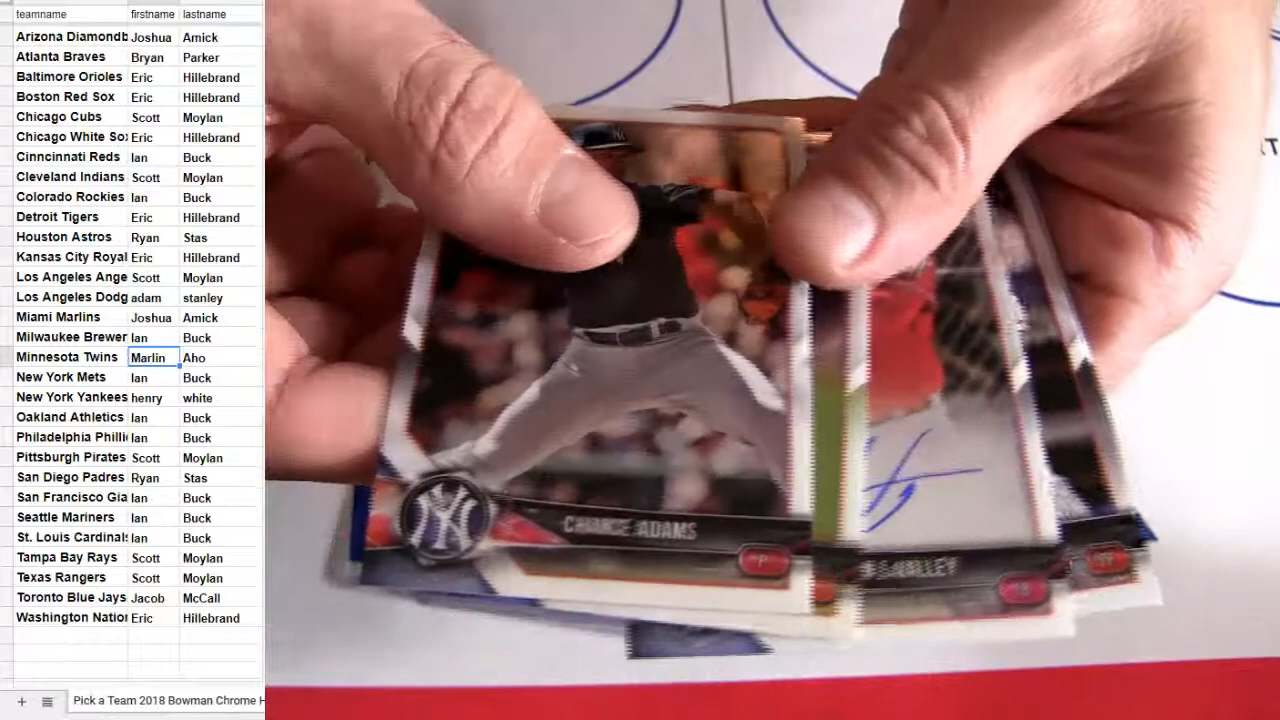 teamname firstname lastname
Arizona Diamondb Joshua Amick
Atlanta Braves Bryan Parker
Baltimore Orioles Eric Hillebrand
Boston Red Sox Eric Hillebrand
Chicago Cubs Scott Moylan
Chicago White So Eric Hillebrand
Cinncinnati Reds Ian Buck
Cleveland Indians Scott Moylan
Colorado Rockies Ian Buck
Detroit Tigers Eric Hillebrand
Houston Astros Ryan Stas
Kansas City Royal Eric Hillebrand
Los Angeles Ange Scott Moylan
Los Angeles Dodg adam stanley
Miami Marlins Joshua Amick
Milwaukee Brewer Ian Buck
Minnesota Twins Marlin Aho
New York Mets Ian Buck
New York Yankees henry white
Oakland Athletics Ian Buck
Philadelphia Philli Ian Buck
Pittsburgh Pirates Scott Moylan
San Diego Padres Ryan Stas
San Francisco Gia Ian Buck
Seattle Mariners Ian Buck
St. Louis Cardinals Ian Buck
Tampa Bay Rays Scott Moylan
Texas Rangers Scott Moylan
Toronto Blue Jays Jacob McCall
Washington Nation Eric Hillebrand
Pick a Team 2018 Bowman Chrome H
NY
CHANCE ADAMS
P